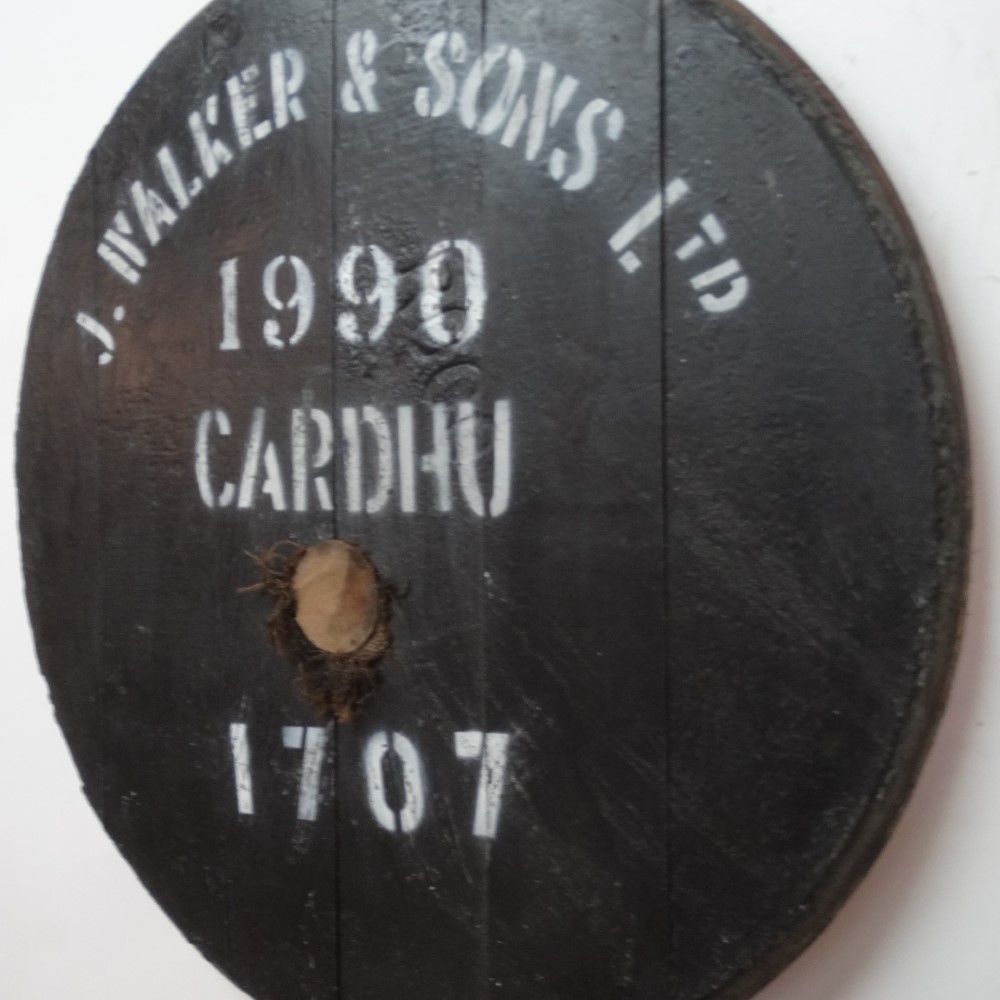 J. WALKER & SONS LTD
1990
CARDHU
1707